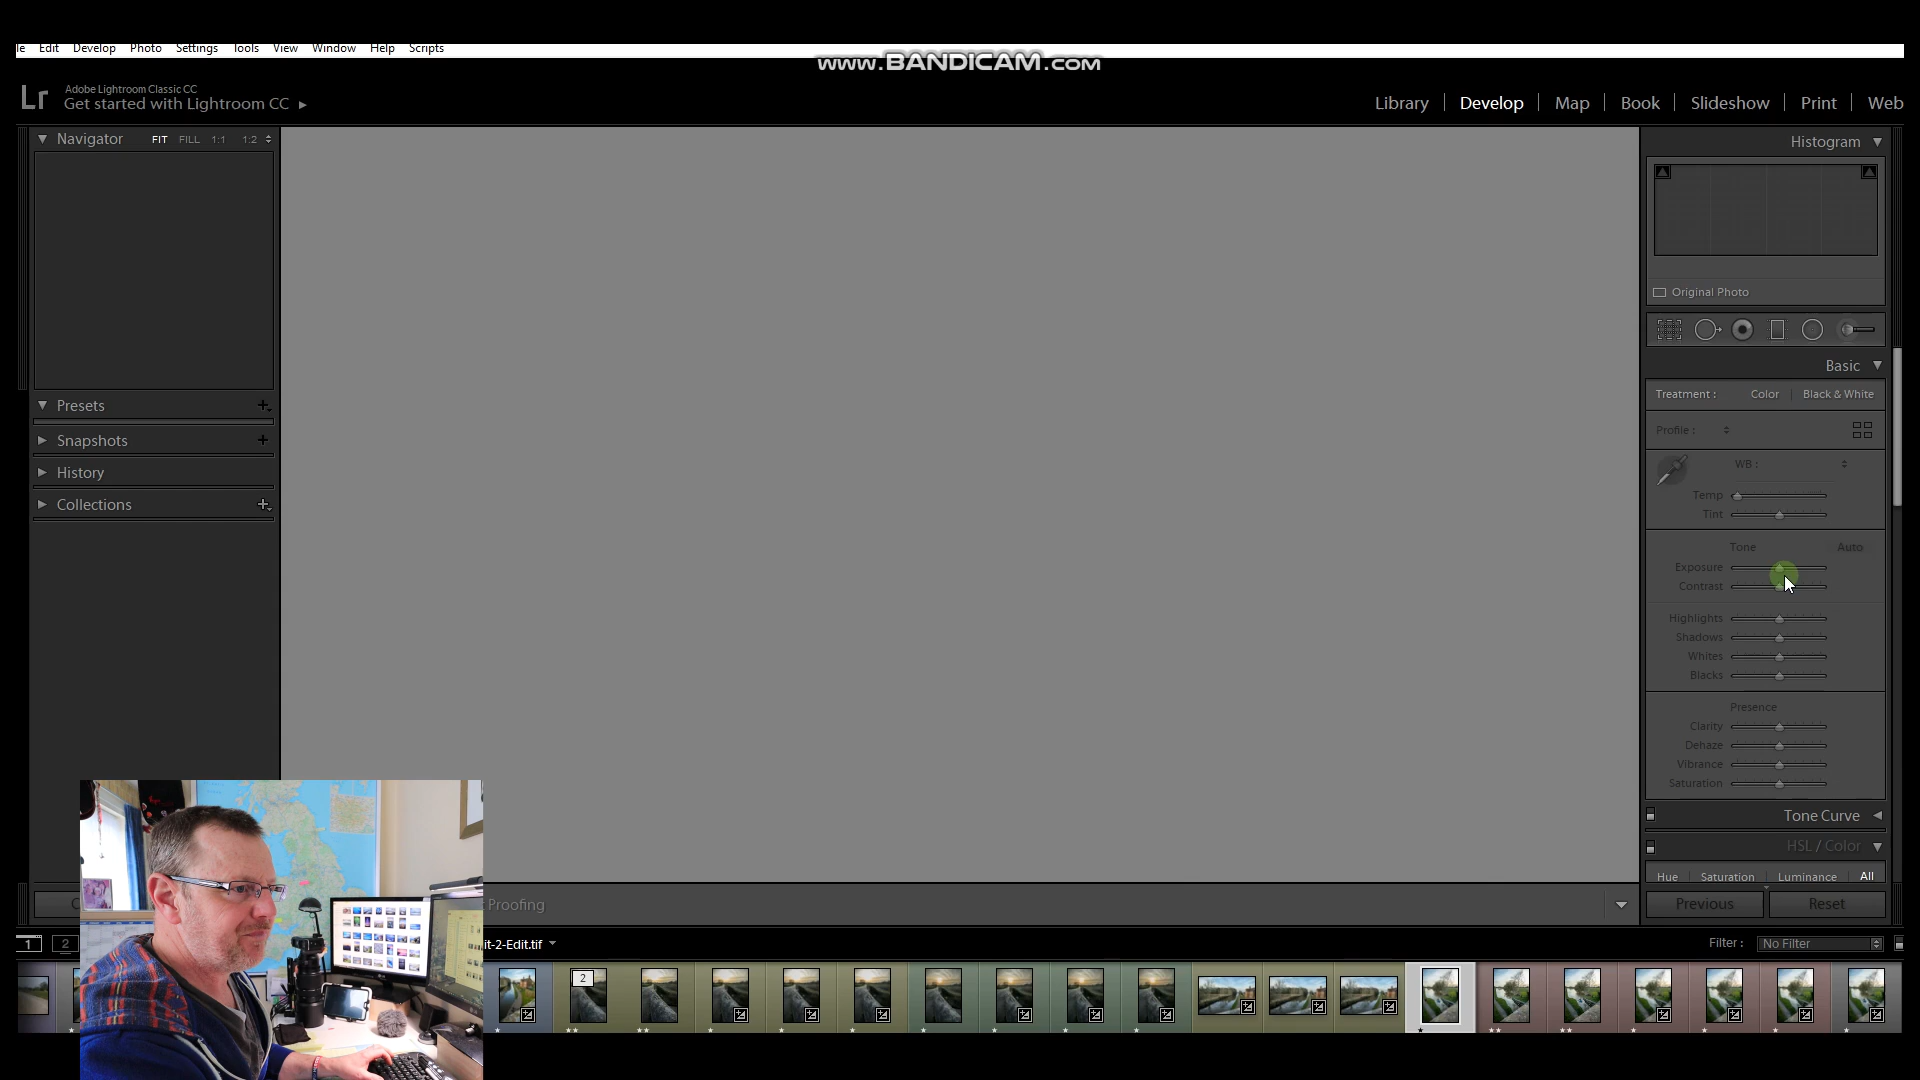 le Edit Develop Photo Settings Tools View Window Help Scripts
www.BANDICAM.com
Lr Adobe Lightroom Classic CC
Get started with Lightroom CC
Library Develop Map Book Slideshow Print Web
Navigator FIT FILL 1:1 1:2
Histogram
Original Photo
Basic
Treatment : Color Black & White
Presets
Profile :
Snapshots
WB :
History
Temp
Collections
Tint
Tone Auto
Exposure
Contrast
Highlights
Shadows
Whites
Blacks
Presence
Clarity
Dehaze
Vibrance
Saturation
Tone Curve
HSL / Color
Hue Saturation Luminance All
Proofing
Previous Reset
1 2
it-2-Edit.tif
Filter : No Filter
2